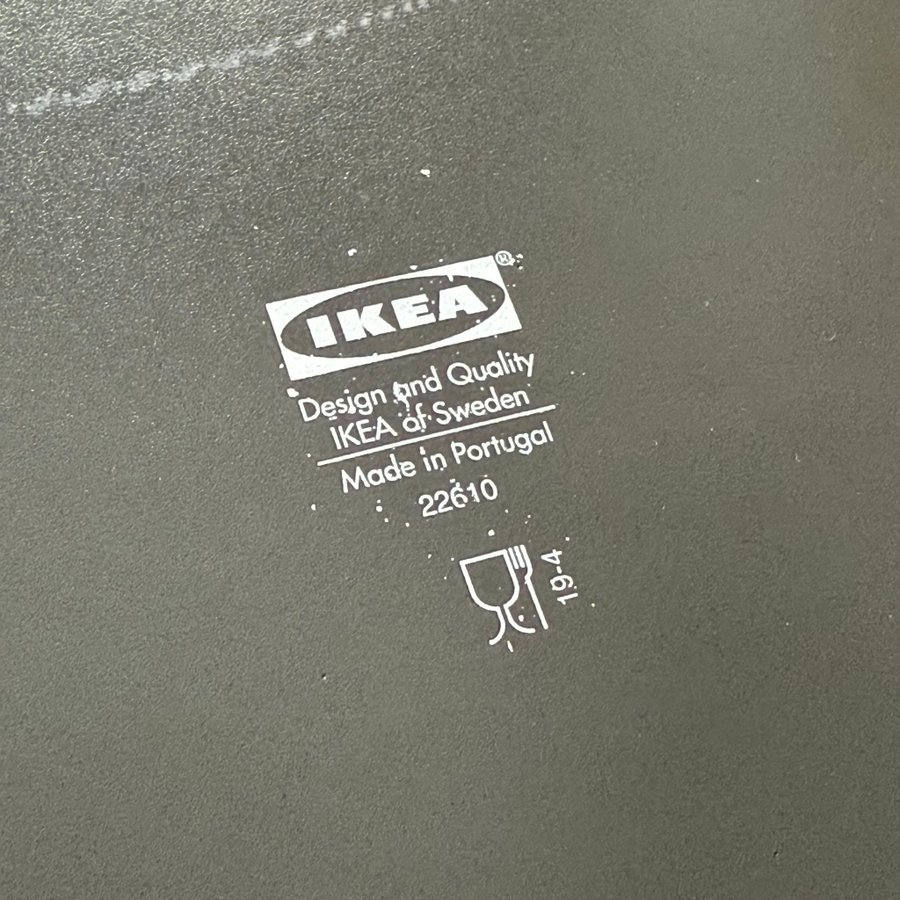 IKEA®
Design and Quality
IKEA of Sweden
Made in Portugal
22610
19-4